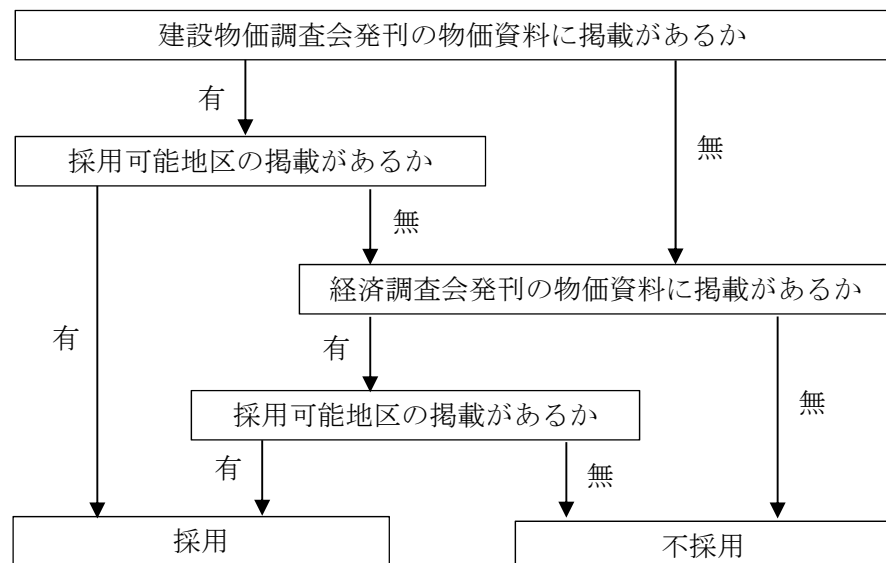 建設物価調査会発刊の物価資料に掲載があるか
有
無
採用可能地区の掲載があるか
無
経済調査会発刊の物価資料に掲載があるか
有
有
無
採用可能地区の掲載があるか
有
無
採用
不採用